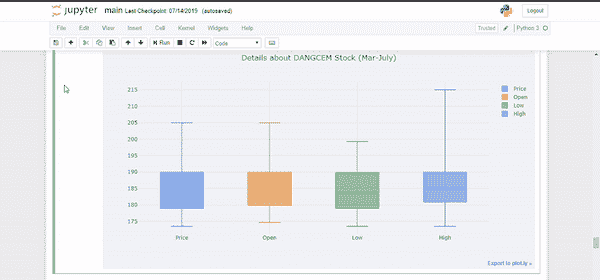 jupyter main Last Checkpoint: 07/14/2019 (autosaved) Logout
File Edit View Insert Cell Kernel Widgets Help Trusted Python 3
Run Code
Details about DANGCEM Stock (Mar-July)
215
210
205
200
195
190
185
180
175
Price Open Low High
Price
Open
Low
High
Export to plot.ly »